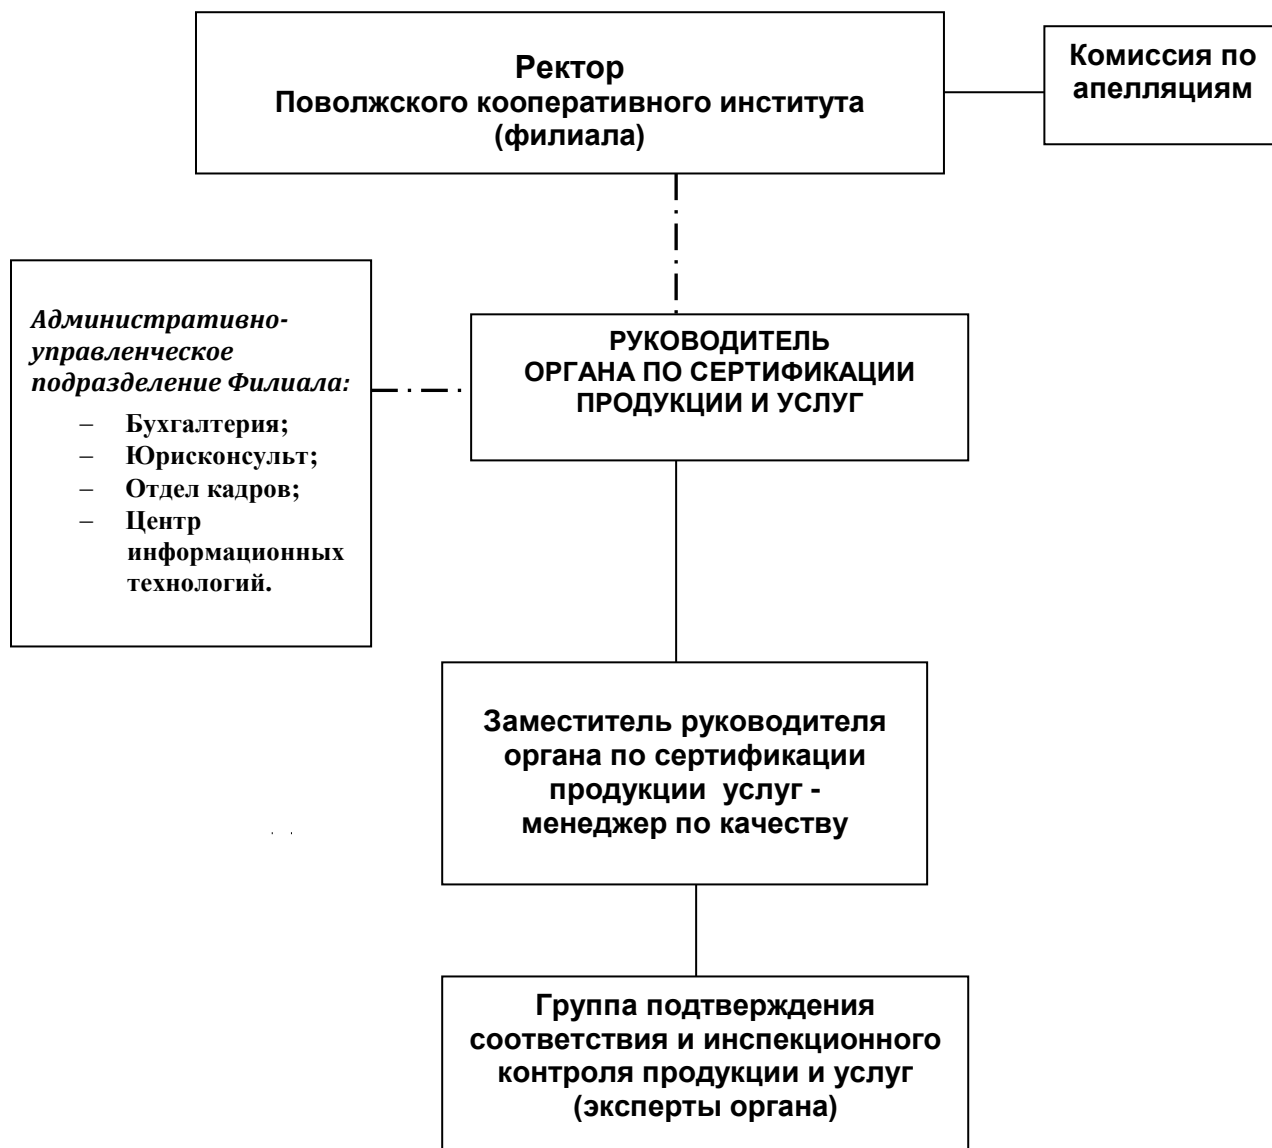 Ректор
Поволжского кооперативного института
(филиала)
Комиссия по
апелляциям
Административно-
управленческое
подразделение Филиала:
– Бухгалтерия;
– Юрисконсульт;
– Отдел кадров;
– Центр
информационных
технологий.
РУКОВОДИТЕЛЬ
ОРГАНА ПО СЕРТИФИКАЦИИ
ПРОДУКЦИИ И УСЛУГ
Заместитель руководителя
органа по сертификации
продукции  услуг -
менеджер по качеству
Группа подтверждения
соответствия и инспекционного
контроля продукции и услуг
(эксперты органа)